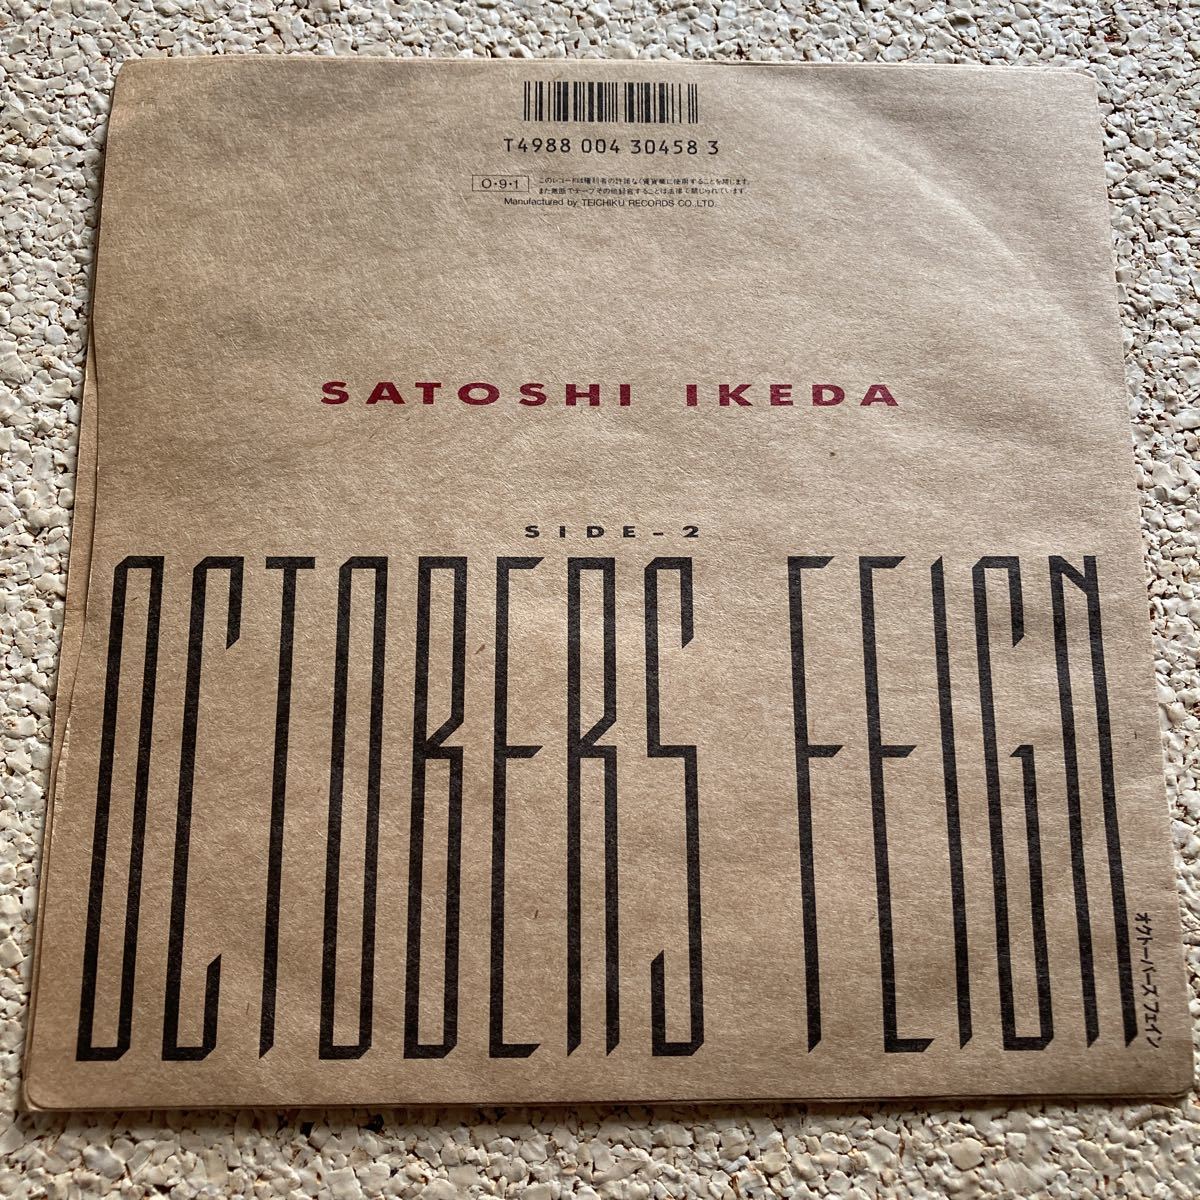 T4988 004 30458 3
O・9・1
このレコードは権利者の許諾なく賃貸業に使用することを禁じます。
また無断でテープその他に録音することは法律で禁じられています。
Manufactured by TEICHIKU RECORDS CO.,LTD.
SATOSHI IKEDA
SIDE-2
OCTOBERS FEIGN
オクトーバース フェイン